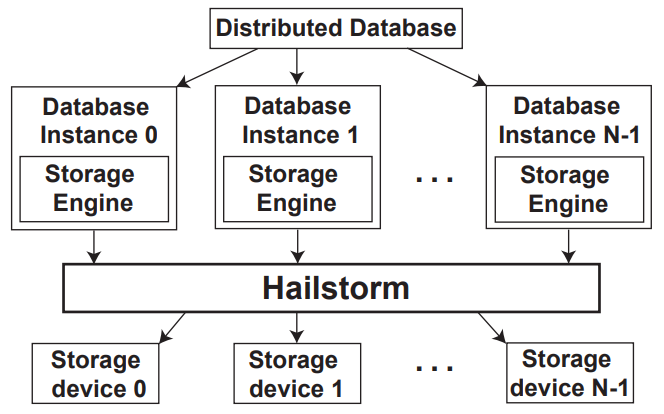 Distributed Database
Database
Instance 0
Storage
Engine
Database
Instance 1
Storage
Engine
. . .
Database
Instance N-1
Storage
Engine
Hailstorm
Storage
device 0
Storage
device 1
. . .
Storage
device N-1